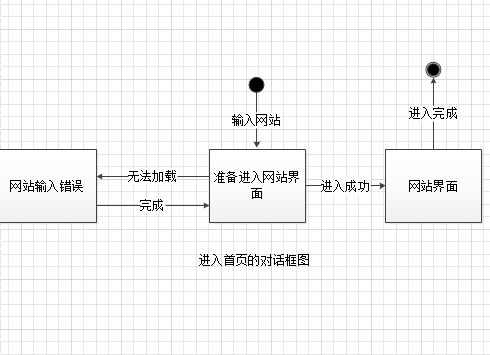 进入完成
输入网站
网站输入错误
无法加载
完成
准备进入网站界
面
进入成功
网站界面
进入首页的对话框图